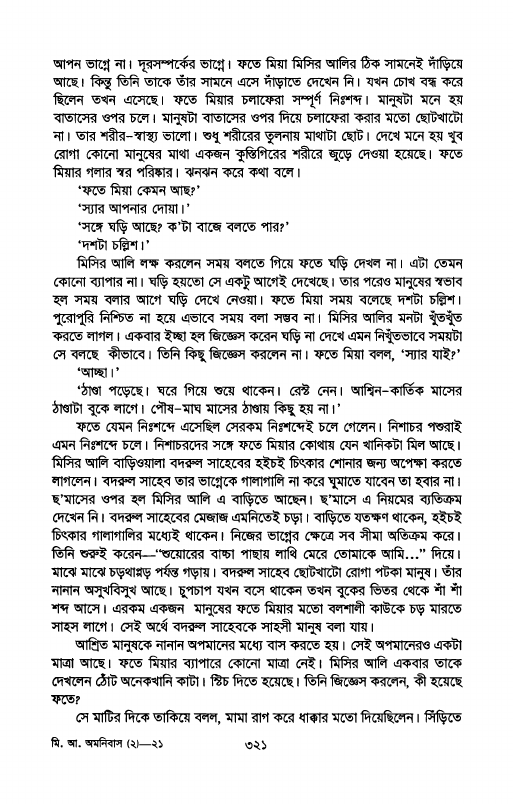 আপন ভাগ্নে না। দূরসম্পর্কের ভাগ্নে। ফতে মিয়া মিসির আলির ঠিক সামনেই দাঁড়িয়ে
আছে। কিন্তু তিনি তাকে তাঁর সামনে এসে দাঁড়াতে দেখেন নি। যখন চোখ বন্ধ করে
ছিলেন তখন এসেছে। ফতে মিয়ার চলাফেরা সম্পূর্ণ নিঃশব্দ। মানুষটা মনে হয়
বাতাসের ওপর চলে। মানুষটা বাতাসের ওপর দিয়ে চলাফেরা করার মতো ছোটখাটো
না। তার শরীর–স্বাস্থ্য ভালো। শুধু শরীরের তুলনায় মাথাটা ছোট। দেখে মনে হয় খুব
রোগা কোনো মানুষের মাথা একজন কুস্তিগিরের শরীরে জুড়ে দেওয়া হয়েছে। ফতে
মিয়ার গলার স্বর পরিষ্কার। ঝনঝন করে কথা বলে।
‘ফতে মিয়া কেমন আছ?’
‘স্যার আপনার দোয়া।’
‘সঙ্গে ঘড়ি আছে? ক’টা বাজে বলতে পার?’
‘দশটা চল্লিশ।’
মিসির আলি লক্ষ করলেন সময় বলতে গিয়ে ফতে ঘড়ি দেখল না। এটা তেমন
কোনো ব্যাপার না। ঘড়ি হয়তো সে একটু আগেই দেখেছে। তার পরেও মানুষের স্বভাব
হল সময় বলার আগে ঘড়ি দেখে নেওয়া। ফতে মিয়া সময় বলেছে দশটা চল্লিশ।
পুরোপুরি নিশ্চিত না হয়ে এভাবে সময় বলা সম্ভব না। মিসির আলির মনটা খুঁতখুঁত
করতে লাগল। একবার ইচ্ছা হল জিজ্ঞেস করেন ঘড়ি না দেখে এমন নিখুঁতভাবে সময়টা
সে বলছে কীভাবে। তিনি কিছু জিজ্ঞেস করলেন না। ফতে মিয়া বলল, ‘স্যার যাই?’
‘আচ্ছা।’
‘ঠাণ্ডা পড়েছে। ঘরে গিয়ে শুয়ে থাকেন। রেস্ট নেন। আশ্বিন–কার্তিক মাসের
ঠাণ্ডাটা বুকে লাগে। পৌষ–মাঘ মাসের ঠাণ্ডায় কিছু হয় না।’
ফতে যেমন নিঃশব্দে এসেছিল সেরকম নিঃশব্দেই চলে গেলেন। নিশাচর পশুরাই
এমন নিঃশব্দে চলে। নিশাচরদের সঙ্গে ফতে মিয়ার কোথায় যেন খানিকটা মিল আছে।
মিসির আলি বাড়িওয়ালা বদরুল সাহেবের হইচই চিৎকার শোনার জন্য অপেক্ষা করতে
লাগলেন। বদরুল সাহেব তার ভাগ্নেকে গালাগালি না করে ঘুমাতে যাবেন তা হবার না।
ছ’মাসের ওপর হল মিসির আলি এ বাড়িতে আছেন। ছ’মাসে এ নিয়মের ব্যতিক্রম
দেখেন নি। বদরুল সাহেবের মেজাজ এমনিতেই চড়া। বাড়িতে যতক্ষণ থাকেন, হইচই
চিৎকার গালাগালির মধ্যেই থাকেন। নিজের ভাগ্নের ক্ষেত্রে সব সীমা অতিক্রম করে।
তিনি শুরুই করেন—“শুয়োরের বাচ্চা পাছায় লাথি মেরে তোমাকে আমি...” দিয়ে।
মাঝে মাঝে চড়থাপ্পড় পর্যন্ত গড়ায়। বদরুল সাহেব ছোটখাটো রোগা পটকা মানুষ। তাঁর
নানান অসুখবিসুখ আছে। চুপচাপ যখন বসে থাকেন তখন বুকের ভিতর থেকে শাঁ শাঁ
শব্দ আসে। এরকম একজন মানুষের ফতে মিয়ার মতো বলশালী কাউকে চড় মারতে
সাহস লাগে। সেই অর্থে বদরুল সাহেবকে সাহসী মানুষ বলা যায়।
আশ্রিত মানুষকে নানান অপমানের মধ্যে বাস করতে হয়। সেই অপমানেরও একটা
মাত্রা আছে। ফতে মিয়ার ব্যাপারে কোনো মাত্রা নেই। মিসির আলি একবার তাকে
দেখলেন ঠোঁট অনেকখানি কাটা। স্টিচ দিতে হয়েছে। তিনি জিজ্ঞেস করলেন, কী হয়েছে
ফতে?
সে মাটির দিকে তাকিয়ে বলল, মামা রাগ করে ধাক্কার মতো দিয়েছিলেন। সিঁড়িতে
মি. আ. অমনিবাস (২)—২১
৩২১